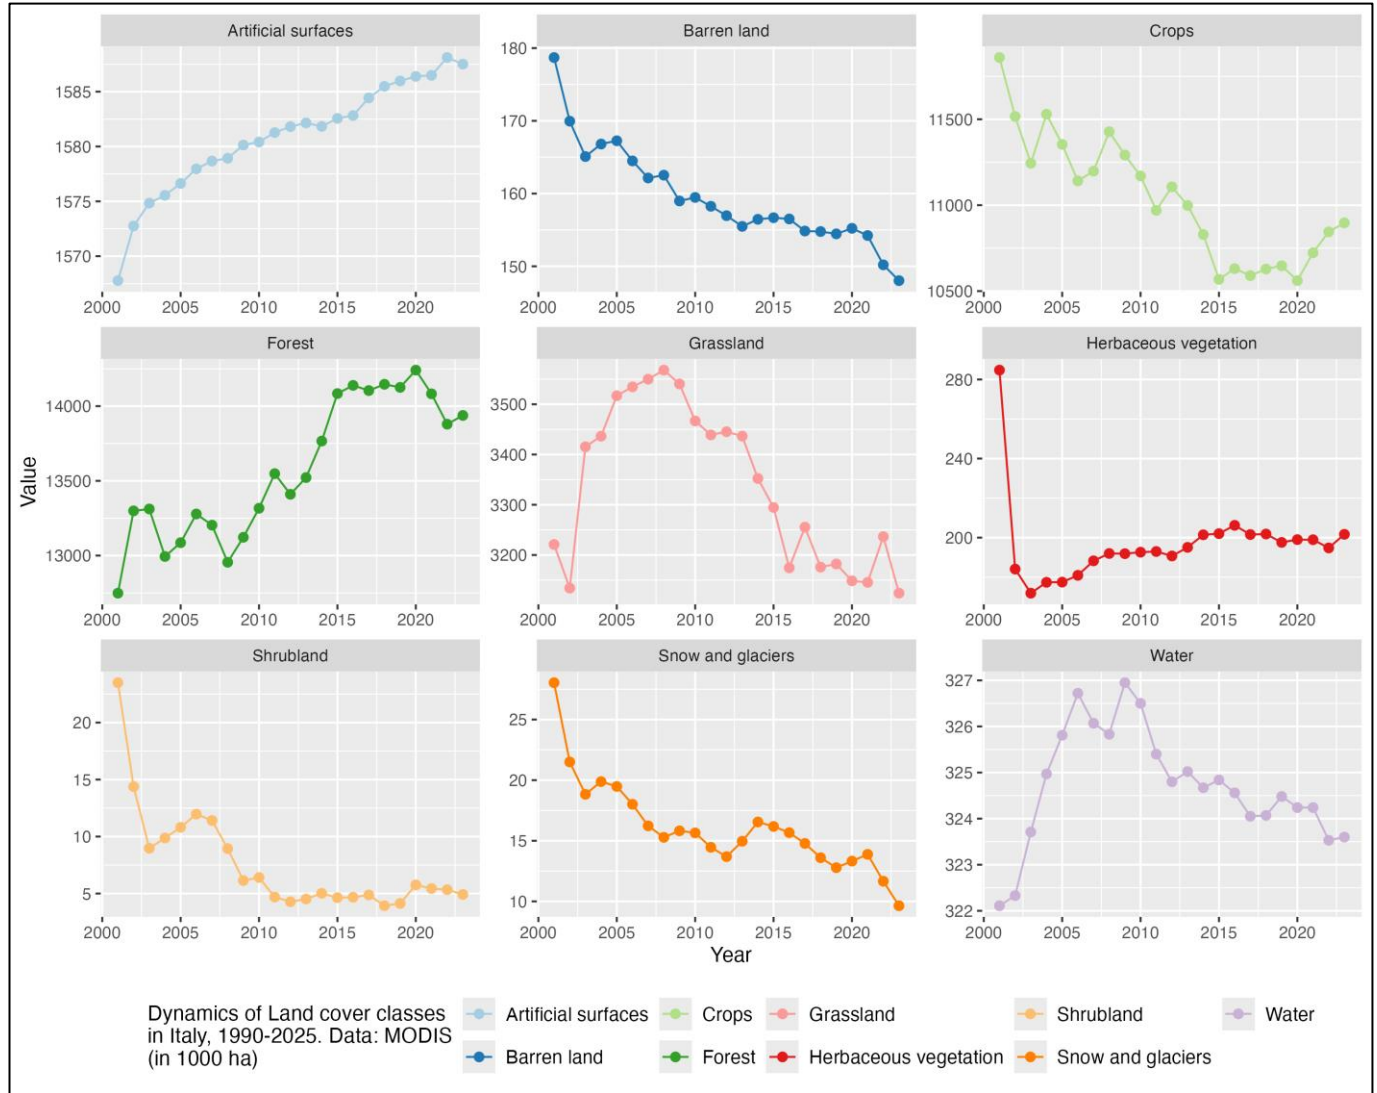 Artificial surfaces
Barren land
Crops
1585
1580
1575
1570
2000 2005 2010 2015 2020
180
170
160
150
2000 2005 2010 2015 2020
11500
11000
10500
2000 2005 2010 2015 2020
Forest
Grassland
Herbaceous vegetation
Value
14000
13500
13000
2000 2005 2010 2015 2020
3500
3400
3300
3200
2000 2005 2010 2015 2020
280
240
200
2000 2005 2010 2015 2020
Shrubland
Snow and glaciers
Water
20
15
10
5
2000 2005 2010 2015 2020
25
20
15
10
2000 2005 2010 2015 2020
327
326
325
324
323
322
2000 2005 2010 2015 2020
Year
Dynamics of Land cover classes
in Italy, 1990-2025. Data: MODIS
(in 1000 ha)
Artificial surfaces
Crops
Grassland
Shrubland
Water
Barren land
Forest
Herbaceous vegetation
Snow and glaciers